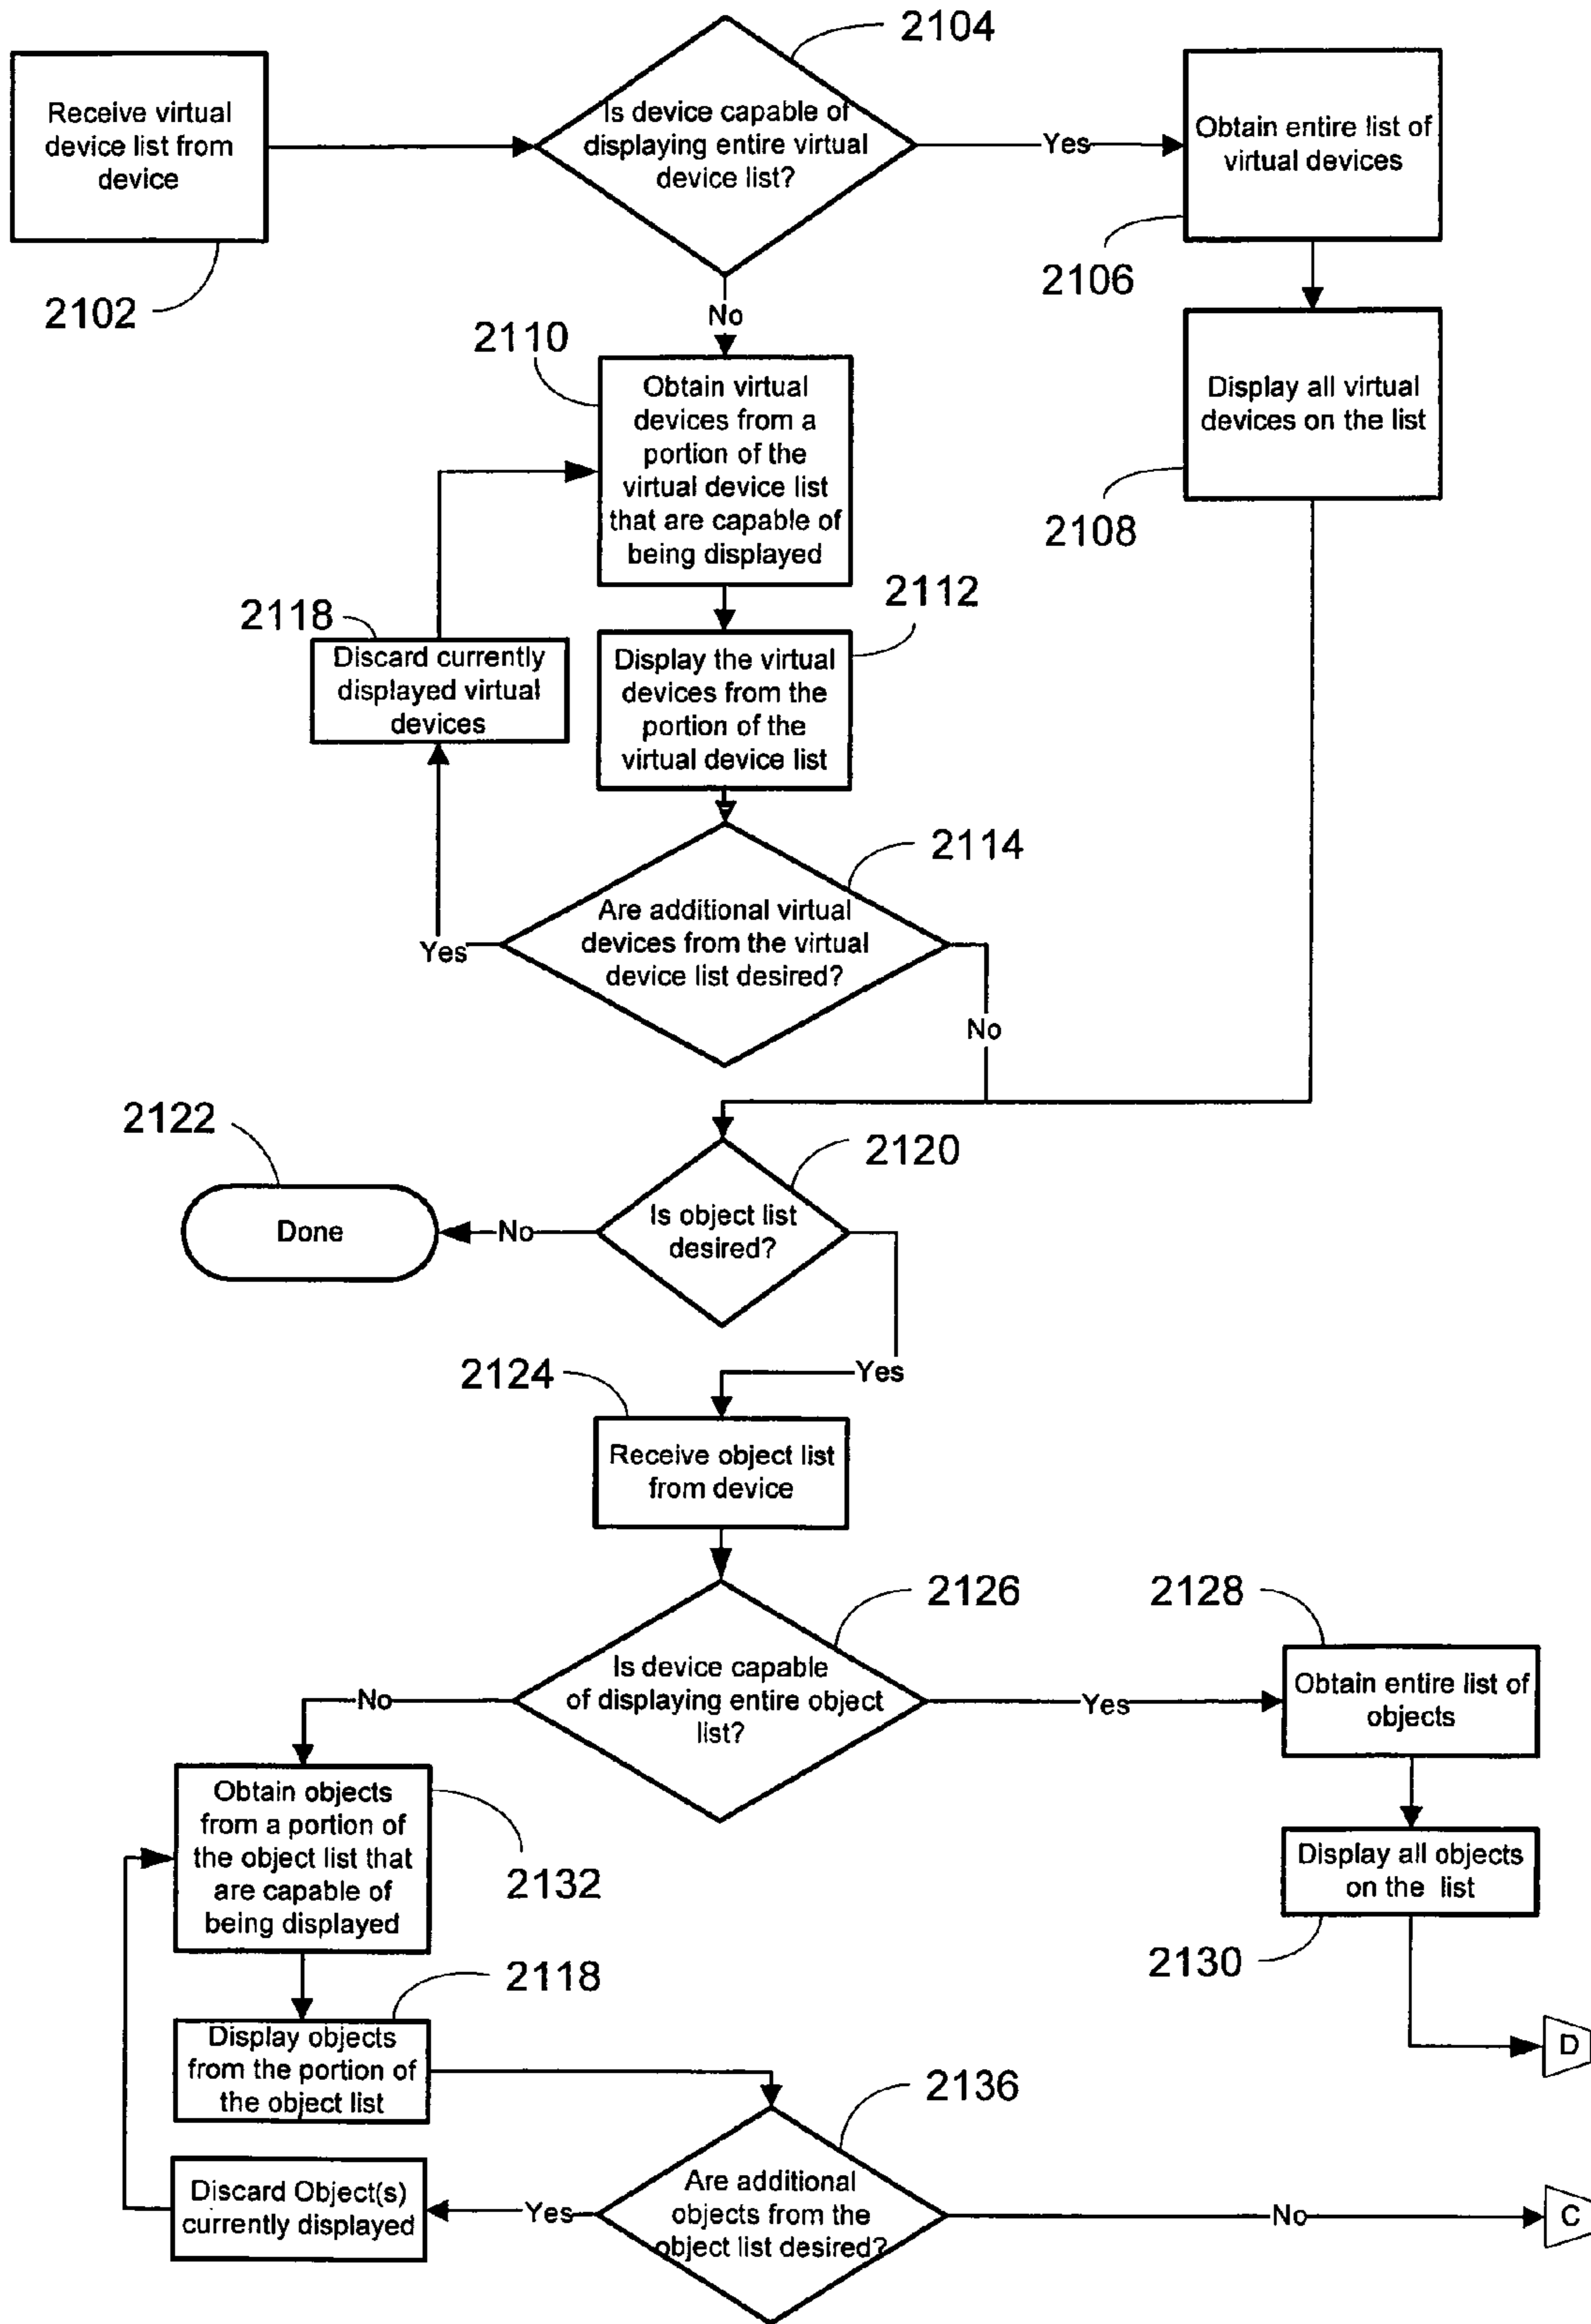 2104
Receive virtual
device list from
device
Is device capable of
displaying entire virtual
device list?
Yes
Obtain entire list of
virtual devices
2102
2106
No
2110
Obtain virtual
devices from a
portion of the
virtual device list
that are capable of
being displayed
Display all virtual
devices on the list
2108
2112
2118
Discard currently
displayed virtual
devices
Display the virtual
devices from the
portion of the
virtual device list
2114
Are additional virtual
devices from the virtual
device list desired?
Yes
No
2122
2120
Done
No
Is object list
desired?
Yes
2124
Receive object list
from device
2126
2128
Is device capable
of displaying entire object
list?
No
Yes
Obtain entire list of
objects
Obtain objects
from a portion of
the object list that
are capable of
being displayed
2132
Display all objects
on the list
2130
2118
Display objects
from the portion of
the object list
D
2136
Discard Object(s)
currently displayed
Yes
Are additional
objects from the
object list desired?
No
C